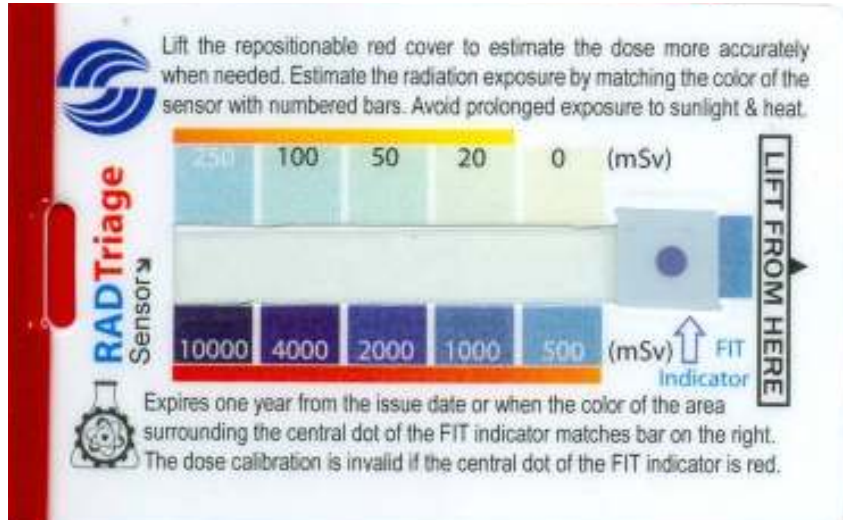 Lift the repositionable red cover to estimate the dose more accurately
when needed. Estimate the radiation exposure by matching the color of the
sensor with numbered bars. Avoid prolonged exposure to sunlight & heat.
250 100 50 20 0 (mSv)
RADTriage
Sensor
LIFT FROM HERE
10000 4000 2000 1000 500 (mSv)
FIT
Indicator
Expires one year from the issue date or when the color of the area
surrounding the central dot of the FIT indicator matches bar on the right.
The dose calibration is invalid if the central dot of the FIT indicator is red.